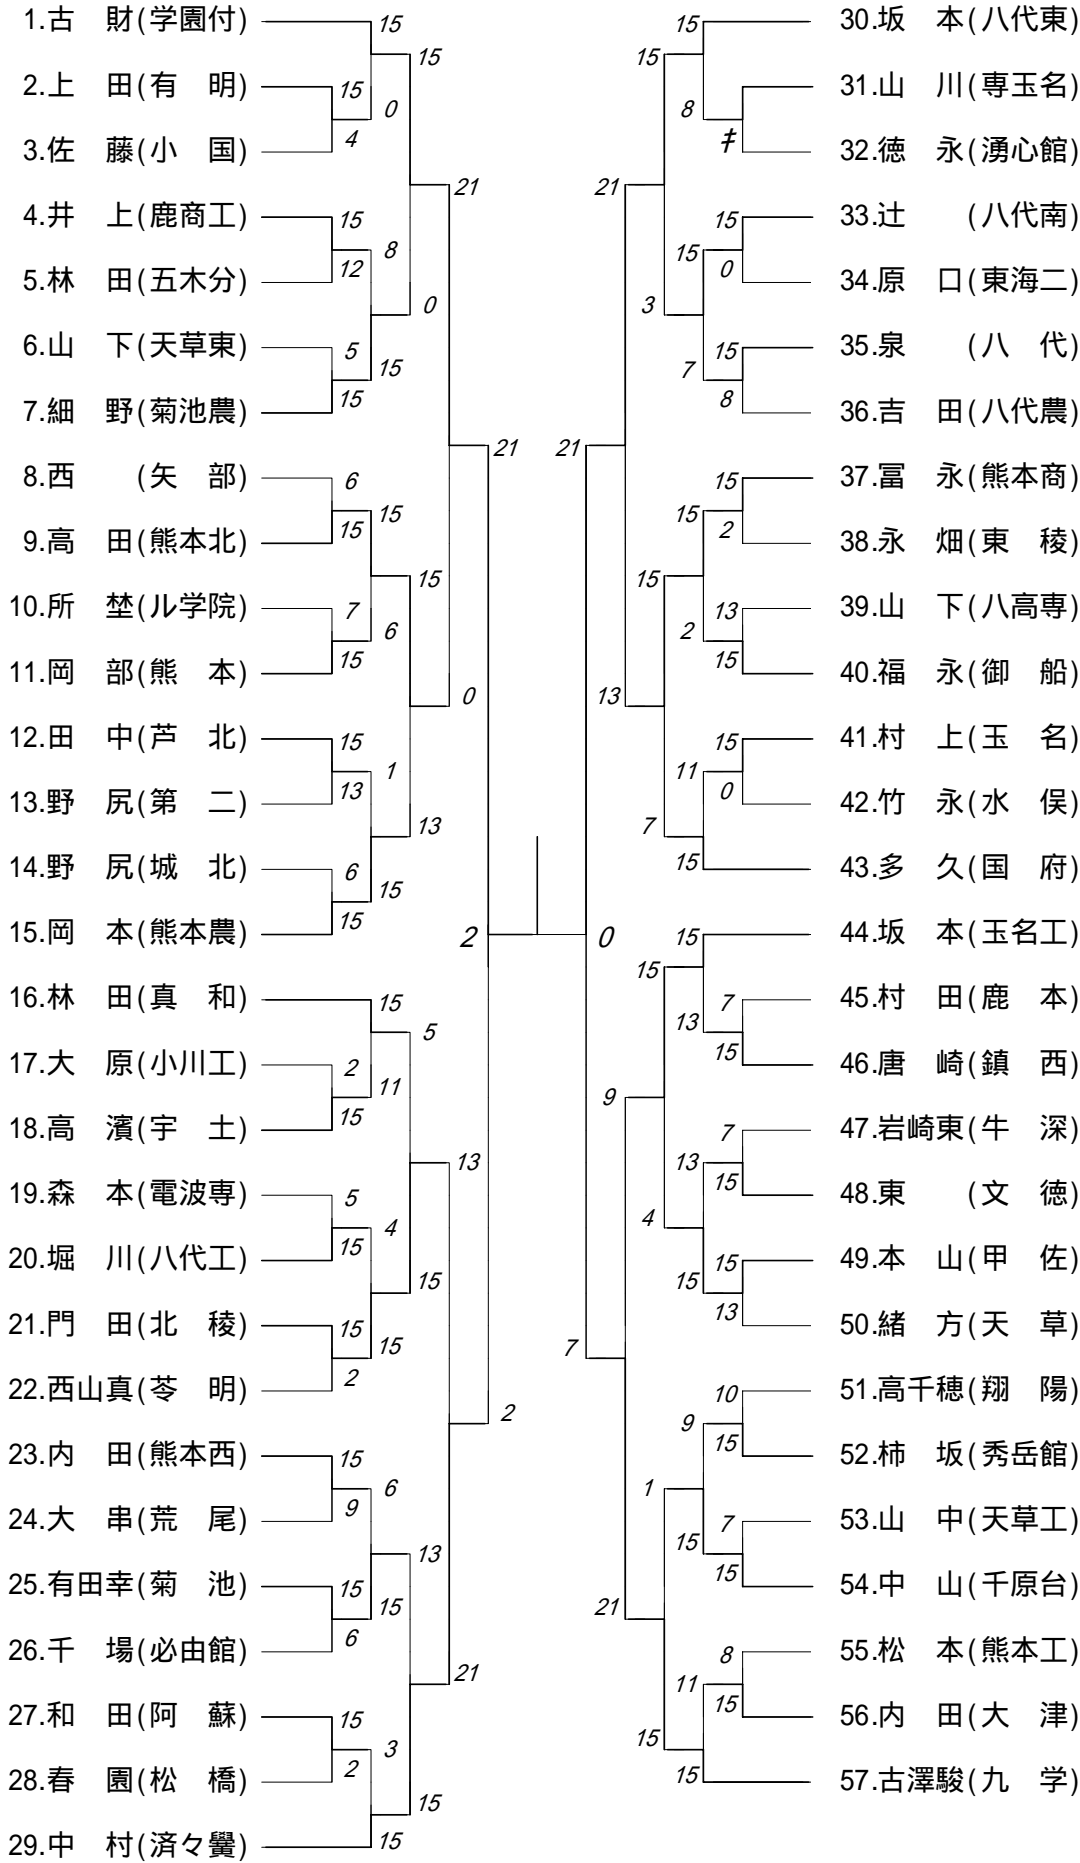 1.古　財(学園付)
2.上　田(有　明)
3.佐　藤(小　国)
4.井　上(鹿商工)
5.林　田(五木分)
6.山　下(天草東)
7.細　野(菊池農)
8.西　　(矢　部)
9.高　田(熊本北)
10.所　埜(ル学院)
11.岡　部(熊　本)
12.田　中(芦　北)
13.野　尻(第　二)
14.野　尻(城　北)
15.岡　本(熊本農)
16.林　田(真　和)
17.大　原(小川工)
18.高　濱(宇　土)
19.森　本(電波専)
20.堀　川(八代工)
21.門　田(北　稜)
22.西山真(苓　明)
23.内　田(熊本西)
24.大　串(荒　尾)
25.有田幸(菊　池)
26.千　場(必由館)
27.和　田(阿　蘇)
28.春　園(松　橋)
29.中　村(済々黌)
15
15
15
0
4
21
15
8
12
0
5
15
15
21
6
15
15
15
7
6
15
0
15
1
13
13
6
15
15
2
15
5
2
11
15
13
5
4
15
15
15
15
2
2
15
6
9
13
15
15
6
21
15
3
2
15
15
15
15
8
キ
21
15
15
0
3
15
7
8
21
15
15
2
15
13
2
15
13
15
11
0
7
15
0
15
15
7
13
15
9
7
13
15
4
15
15
13
7
10
9
15
1
7
15
15
21
8
11
15
15
15
30.坂　本(八代東)
31.山　川(専玉名)
32.徳　永(湧心館)
33.辻　　(八代南)
34.原　口(東海二)
35.泉　　(八　代)
36.吉　田(八代農)
37.冨　永(熊本商)
38.永　畑(東　稜)
39.山　下(八高専)
40.福　永(御　船)
41.村　上(玉　名)
42.竹　永(水　俣)
43.多　久(国　府)
44.坂　本(玉名工)
45.村　田(鹿　本)
46.唐　崎(鎮　西)
47.岩崎東(牛　深)
48.東　　(文　徳)
49.本　山(甲　佐)
50.緒　方(天　草)
51.高千穂(翔　陽)
52.柿　坂(秀岳館)
53.山　中(天草工)
54.中　山(千原台)
55.松　本(熊本工)
56.内　田(大　津)
57.古澤駿(九　学)